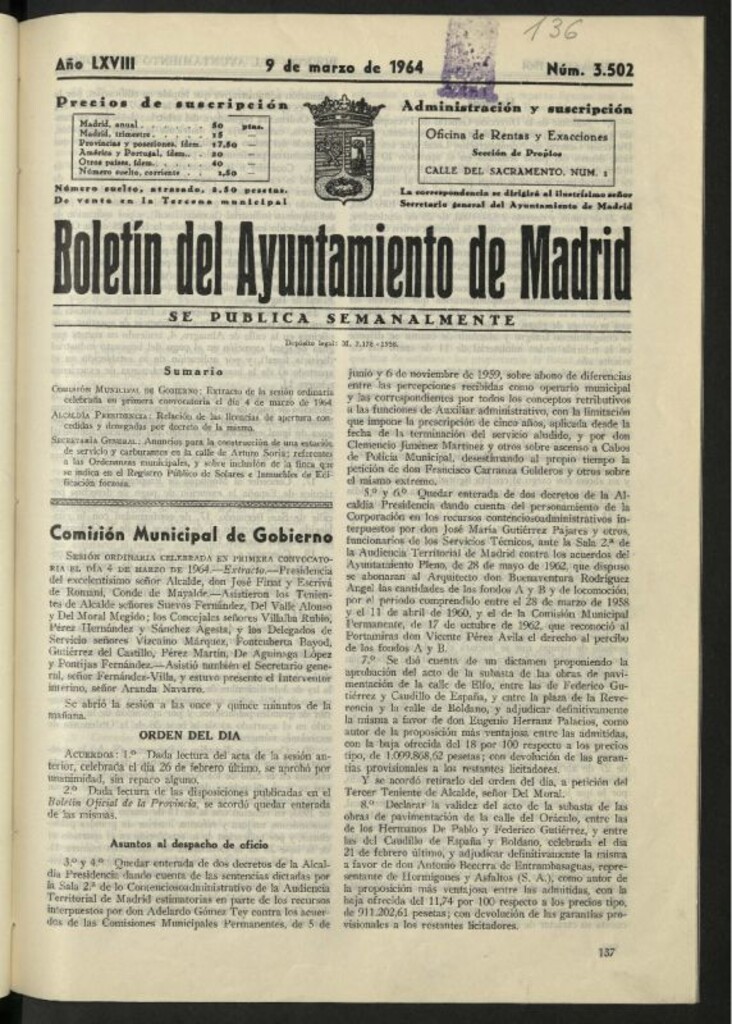 136
Año LXVIII
9 de marzo de 1964
Núm. 3.502
Precios de suscripción
Madrid, anual . . . . . . 50 ptas.
Madrid, trimestre . . . . . 15 —
Provincias y posesiones, ídem. 17,50 —
América y Portugal, ídem. . . 20 —
Otros países, ídem. . . . . . 40 —
Número suelto, corriente . . . 1,50 —
Número suelto, atrasado, 2,50 pesetas.
De venta en la Tercena municipal
Administración y suscripción
Oficina de Rentas y Exacciones
Sección de Propios
CALLE DEL SACRAMENTO, NUM. 1
La correspondencia se dirigirá al ilustrísimo señor
Secretario general del Ayuntamiento de Madrid
Boletín del Ayuntamiento de Madrid
SE PUBLICA SEMANALMENTE
Depósito legal: M. 2.178 - 1958.
Sumario
COMISIÓN MUNICIPAL DE GOBIERNO: Extracto de la sesión ordinaria
celebrada en primera convocatoria el día 4 de marzo de 1964.
ALCALDÍA PRESIDENCIA: Relación de las licencias de apertura con-
cedidas y denegadas por decreto de la misma.
SECRETARÍA GENERAL: Anuncios para la construcción de una estación
de servicio y carburantes en la calle de Arturo Soria; referentes
a las Ordenanzas municipales, y sobre inclusión de la finca que
se indica en el Registro Público de Solares e Inmuebles de Edi-
ficación forzosa.
Comisión Municipal de Gobierno
SESIÓN ORDINARIA CELEBRADA EN PRIMERA CONVOCATO-
RIA EL DÍA 4 DE MARZO DE 1964.—Extracto.—Presidencia
del excelentísimo señor Alcalde, don José Finat y Escrivá
de Romaní, Conde de Mayalde.—Asistieron los Tenien-
tes de Alcalde señores Suevos Fernández, Del Valle Alonso
y Del Moral Megido; los Concejales señores Villalba Rubio,
Pérez Hernández y Sánchez Agesta, y los Delegados de
Servicio señores Vizcaíno Márquez, Fontcuberta Bayod,
Gutiérrez del Castillo, Pérez Martín, De Aguinaga López
y Pontijas Fernández.—Asistió también el Secretario gene-
ral, señor Fernández-Villa, y estuvo presente el Interventor
interino, señor Aranda Navarro.
Se abrió la sesión a las once y quince minutos de la
mañana.
ORDEN DEL DIA
ACUERDOS: 1.º Dada lectura del acta de la sesión an-
terior, celebrada el día 26 de febrero último, se aprobó por
unanimidad, sin reparo alguno.
2.º Dada lectura de las disposiciones publicadas en el
Boletín Oficial de la Provincia, se acordó quedar enterada
de las mismas.
Asuntos al despacho de oficio
3.º y 4.º Quedar enterada de dos decretos de la Alcal-
día Presidencia dando cuenta de las sentencias dictadas por
la Sala 2.ª de lo Contenciosoadministrativo de la Audiencia
Territorial de Madrid estimatorias en parte de los recursos
interpuestos por don Adelardo Gómez Tey contra los acuer-
dos de las Comisiones Municipales Permanentes, de 5 de
junio y 6 de noviembre de 1959, sobre abono de diferencias
entre las percepciones recibidas como operario municipal
y las correspondientes por todos los conceptos retributivos
a las funciones de Auxiliar administrativo, con la limitación
que impone la prescripción de cinco años, aplicada desde la
fecha de la terminación del servicio aludido, y por don
Clemencio Jiménez Martínez y otros sobre ascenso a Cabos
de Policía Municipal, desestimando al propio tiempo la
petición de don Francisco Carranza Golderos y otros sobre
el mismo extremo.
5.º y 6.º Quedar enterada de dos decretos de la Al-
caldía Presidencia dando cuenta del personamiento de la
Corporación en los recursos contenciosoadministrativos in-
terpuestos por don José María Gutiérrez Pajares y otros,
funcionarios de los Servicios Técnicos, ante la Sala 2.ª de
la Audiencia Territorial de Madrid contra los acuerdos del
Ayuntamiento Pleno, de 28 de mayo de 1962, que dispuso
se abonaran al Arquitecto don Buenaventura Rodríguez
Angel las cantidades de los fondos A y B y de locomoción,
por el período comprendido entre el 28 de marzo de 1958
y el 11 de abril de 1960, y el de la Comisión Municipal
Permanente, de 17 de octubre de 1962, que reconoció al
Portamiras don Vicente Pérez Avila el derecho al percibo
de los fondos A y B.
7.º Se dió cuenta de un dictamen proponiendo la
aprobación del acto de la subasta de las obras de pavi-
mentación de la calle de Elfo, entre las de Federico Gu-
tiérrez y Caudillo de España, y entre la plaza de la Reve-
rencia y la calle de Boldano, y adjudicar definitivamente
la misma a favor de don Eugenio Herranz Palacios, como
autor de la proposición más ventajosa entre las admitidas,
con la baja ofrecida del 18 por 100 respecto a los precios
tipo, de 1.009.868,62 pesetas; con devolución de las garan-
tías provisionales a los restantes licitadores.
Y se acordó retirarlo del orden del día, a petición del
Tercer Teniente de Alcalde, señor Del Moral.
8.º Declarar la validez del acto de la subasta de las
obras de pavimentación de la calle del Oráculo, entre las
de los Hermanos De Pablo y Federico Gutiérrez, y entre
las del Caudillo de España y Boldano, celebrada el día
21 de febrero último, y adjudicar definitivamente la misma
a favor de don Antonio Becerra de Entrambasaguas, repre-
sentante de Hormigones y Asfaltos (S. A.), como autor de
la proposición más ventajosa entre las admitidas, con la
baja ofrecida del 11,74 por 100 respecto a los precios tipo,
de 911.202,61 pesetas; con devolución de las garantías pro-
visionales a los restantes licitadores.
137